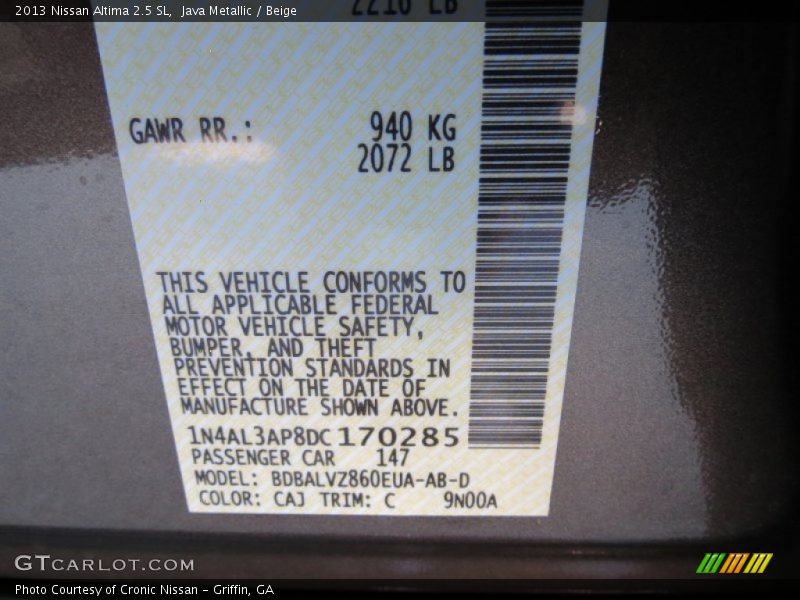 2013 Nissan Altima 2.5 SL, Java Metallic / Beige
2216 LB
GAWR RR.: 940 KG
2072 LB
THIS VEHICLE CONFORMS TO
ALL APPLICABLE FEDERAL
MOTOR VEHICLE SAFETY,
BUMPER, AND THEFT
PREVENTION STANDARDS IN
EFFECT ON THE DATE OF
MANUFACTURE SHOWN ABOVE.
1N4AL3AP8DC170285
PASSENGER CAR 147
MODEL: BDBALVZ860EUA-AB-D
COLOR: CAJ TRIM: C 9N00A
GTCARLOT.COM
Photo Courtesy of Cronic Nissan – Griffin, GA